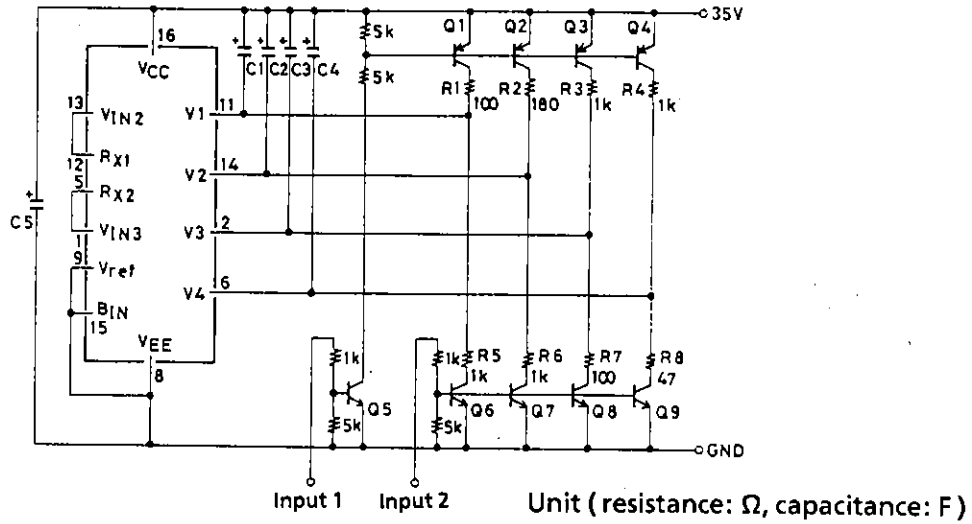 35V
16
VCC
C1 C2 C3 C4
5k
5k
Q1 Q2 Q3 Q4
R1 R2 R3 R4
100 180 1k 1k
13
VIN2
V1
11
RX1
12
5
RX2
V2
14
C5
1
VIN3
V3
2
9
Vref
V4
6
BIN
15
VEE
8
1k
5k
Q5
1k
5k
R5 R6 R7 R8
1k 1k 100 47
Q6 Q7 Q8 Q9
GND
Input 1 Input 2
Unit (resistance: Ω, capacitance: F)